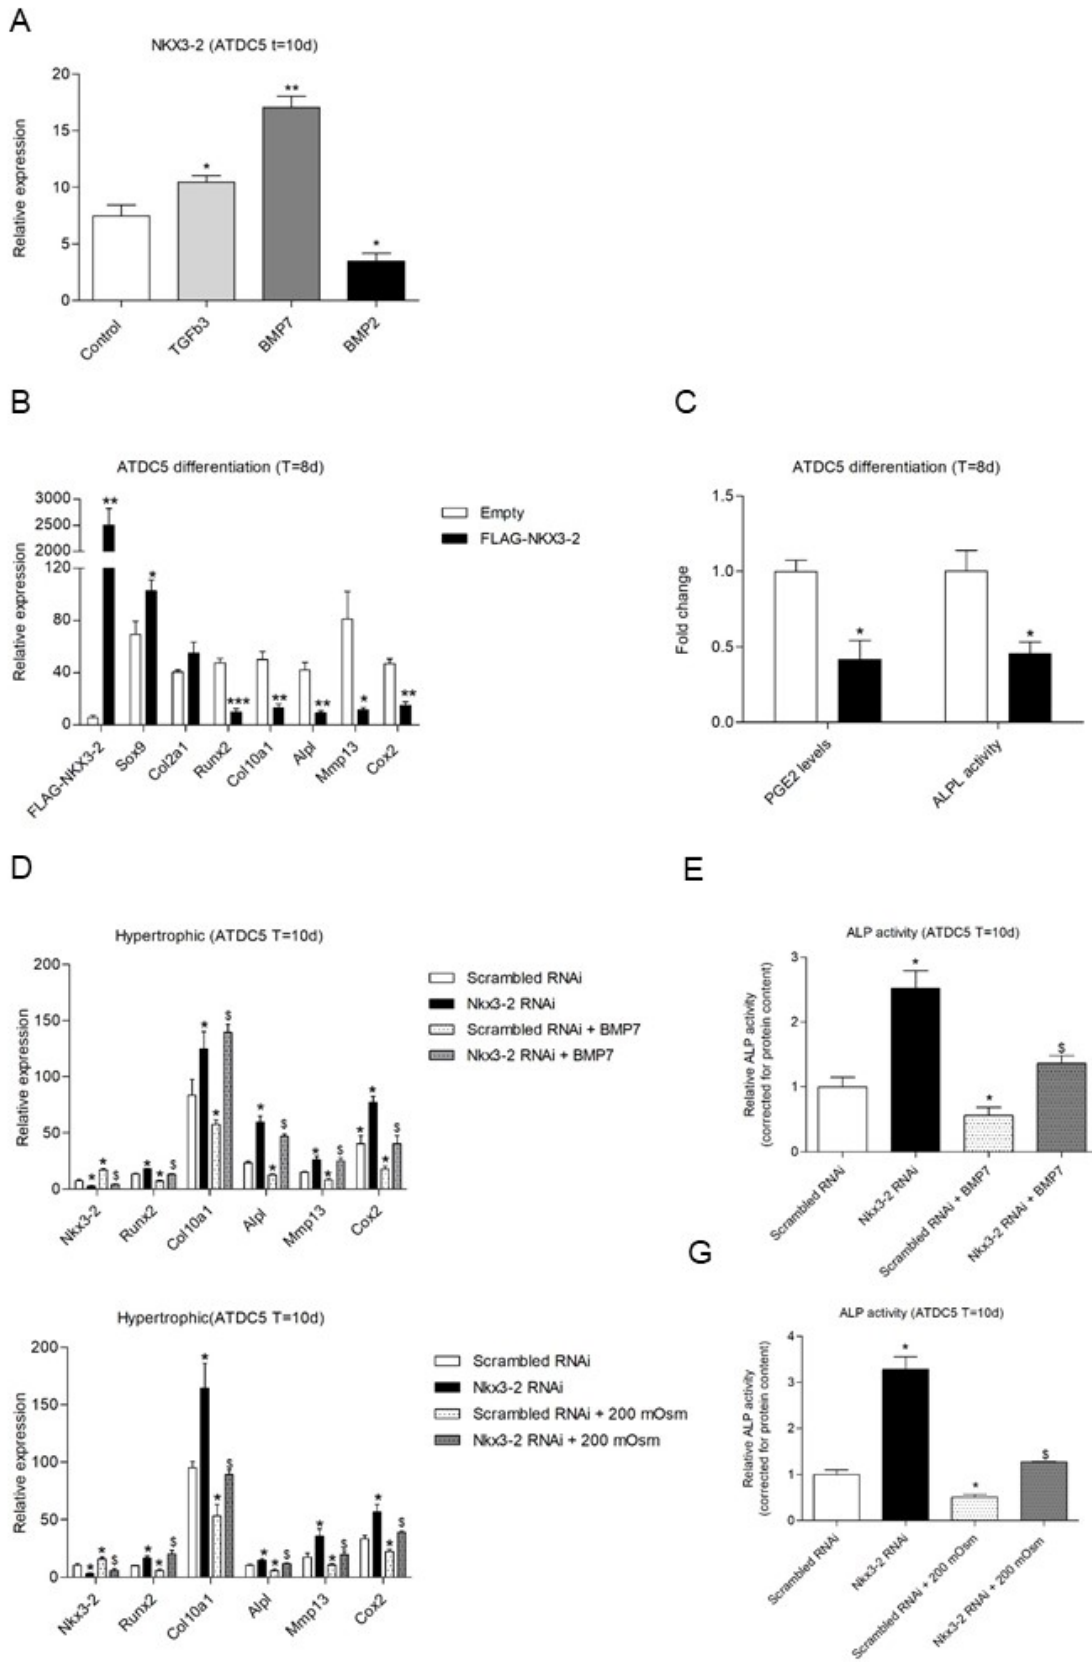 A
NKX3-2 (ATDC5 t=10d)
Relative expression
20
15
10
5
0
*
**
*
Control
TGFb3
BMP7
BMP2
B
ATDC5 differentiation (T=8d)
Relative expression
3000
2500
2000
120
80
40
0
**
*
***
**
**
*
**
FLAG-NKX3-2
Sox9
Col2a1
Runx2
Col10a1
Alpl
Mmp13
Cox2
Empty
FLAG-NKX3-2
C
ATDC5 differentiation (T=8d)
Fold change
1.5
1.0
0.5
0.0
*
*
PGE2 levels
ALPL activity
D
Hypertrophic (ATDC5 T=10d)
Relative expression
200
150
100
50
0
* * $
* * $
* * $
* * $
* * $
* * * $
Nkx3-2
Runx2
Col10a1
Alpl
Mmp13
Cox2
Scrambled RNAi
Nkx3-2 RNAi
Scrambled RNAi + BMP7
Nkx3-2 RNAi + BMP7
E
ALP activity (ATDC5 T=10d)
Relative ALP activity
(corrected for protein content)
3
2
1
0
*
*
$
Scrambled RNAi
Nkx3-2 RNAi
Scrambled RNAi + BMP7
Nkx3-2 RNAi + BMP7
Hypertrophic(ATDC5 T=10d)
Relative expression
200
150
100
50
0
* * $
* * $
* * $
* * $
* * $
* * $
Nkx3-2
Runx2
Col10a1
Alpl
Mmp13
Cox2
Scrambled RNAi
Nkx3-2 RNAi
Scrambled RNAi + 200 mOsm
Nkx3-2 RNAi + 200 mOsm
G
ALP activity (ATDC5 T=10d)
Relative ALP activity
(corrected for protein content)
4
3
2
1
0
*
*
$
Scrambled RNAi
Nkx3-2 RNAi
Scrambled RNAi + 200 mOsm
Nkx3-2 RNAi + 200 mOsm